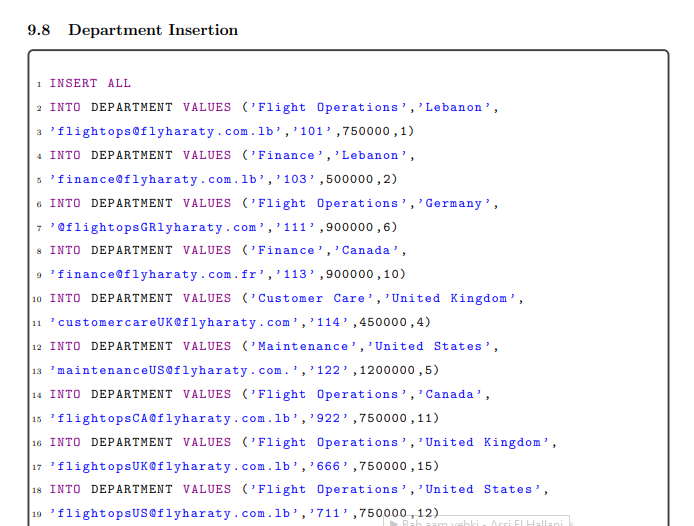 9.8 Department Insertion
1 INSERT ALL
2 INTO DEPARTMENT VALUES ('Flight Operations','Lebanon',
3 'flightops@flyharaty.com.lb','101',750000,1)
4 INTO DEPARTMENT VALUES ('Finance','Lebanon',
5 'finance@flyharaty.com.lb','103',500000,2)
6 INTO DEPARTMENT VALUES ('Flight Operations','Germany',
7 '@flightopsGRlyharaty.com','111',900000,6)
8 INTO DEPARTMENT VALUES ('Finance','Canada',
9 'finance@flyharaty.com.fr','113',900000,10)
10 INTO DEPARTMENT VALUES ('Customer Care','United Kingdom',
11 'customercareUK@flyharaty.com','114',450000,4)
12 INTO DEPARTMENT VALUES ('Maintenance','United States',
13 'maintenanceUS@flyharaty.com.','122',1200000,5)
14 INTO DEPARTMENT VALUES ('Flight Operations','Canada',
15 'flightopsCA@flyharaty.com.lb','922',750000,11)
16 INTO DEPARTMENT VALUES ('Flight Operations','United Kingdom',
17 'flightopsUK@flyharaty.com.lb','666',750000,15)
18 INTO DEPARTMENT VALUES ('Flight Operations','United States',
19 'flightopsUS@flyharaty.com.lb','711',750000,12)
Bab aam yebki - Assi El Hallani